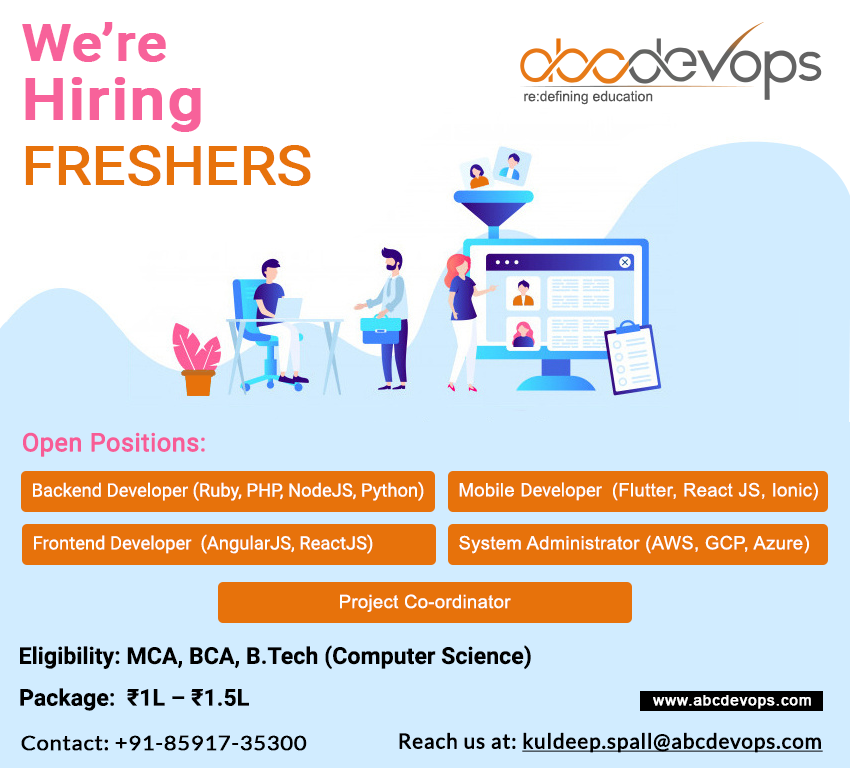 We're
Hiring
FRESHERS
abcdevops
re:defining education
Open Positions:
Backend Developer (Ruby, PHP, NodeJS, Python)
Mobile Developer (Flutter, React JS, Ionic)
Frontend Developer (AngularJS, ReactJS)
System Administrator (AWS, GCP, Azure)
Project Co-ordinator
Eligibility: MCA, BCA, B.Tech (Computer Science)
Package: ₹1L – ₹1.5L
www.abcdevops.com
Contact: +91-85917-35300
Reach us at: kuldeep.spall@abcdevops.com